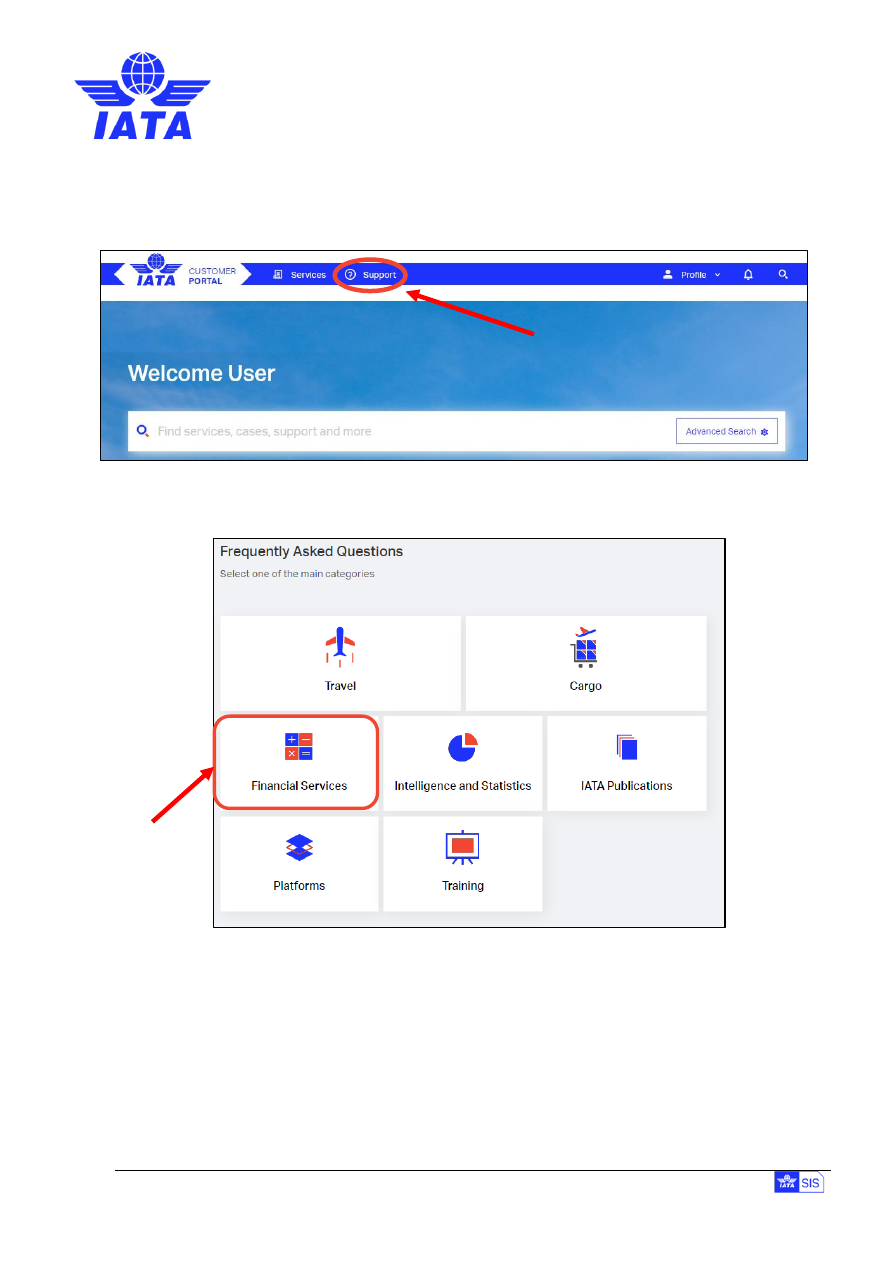 IATA
IATA CUSTOMER PORTAL Services Support Profile
Welcome User
Find services, cases, support and more Advanced Search
Frequently Asked Questions
Select one of the main categories
Travel Cargo
Financial Services Intelligence and Statistics IATA Publications
Platforms Training
IATA SIS